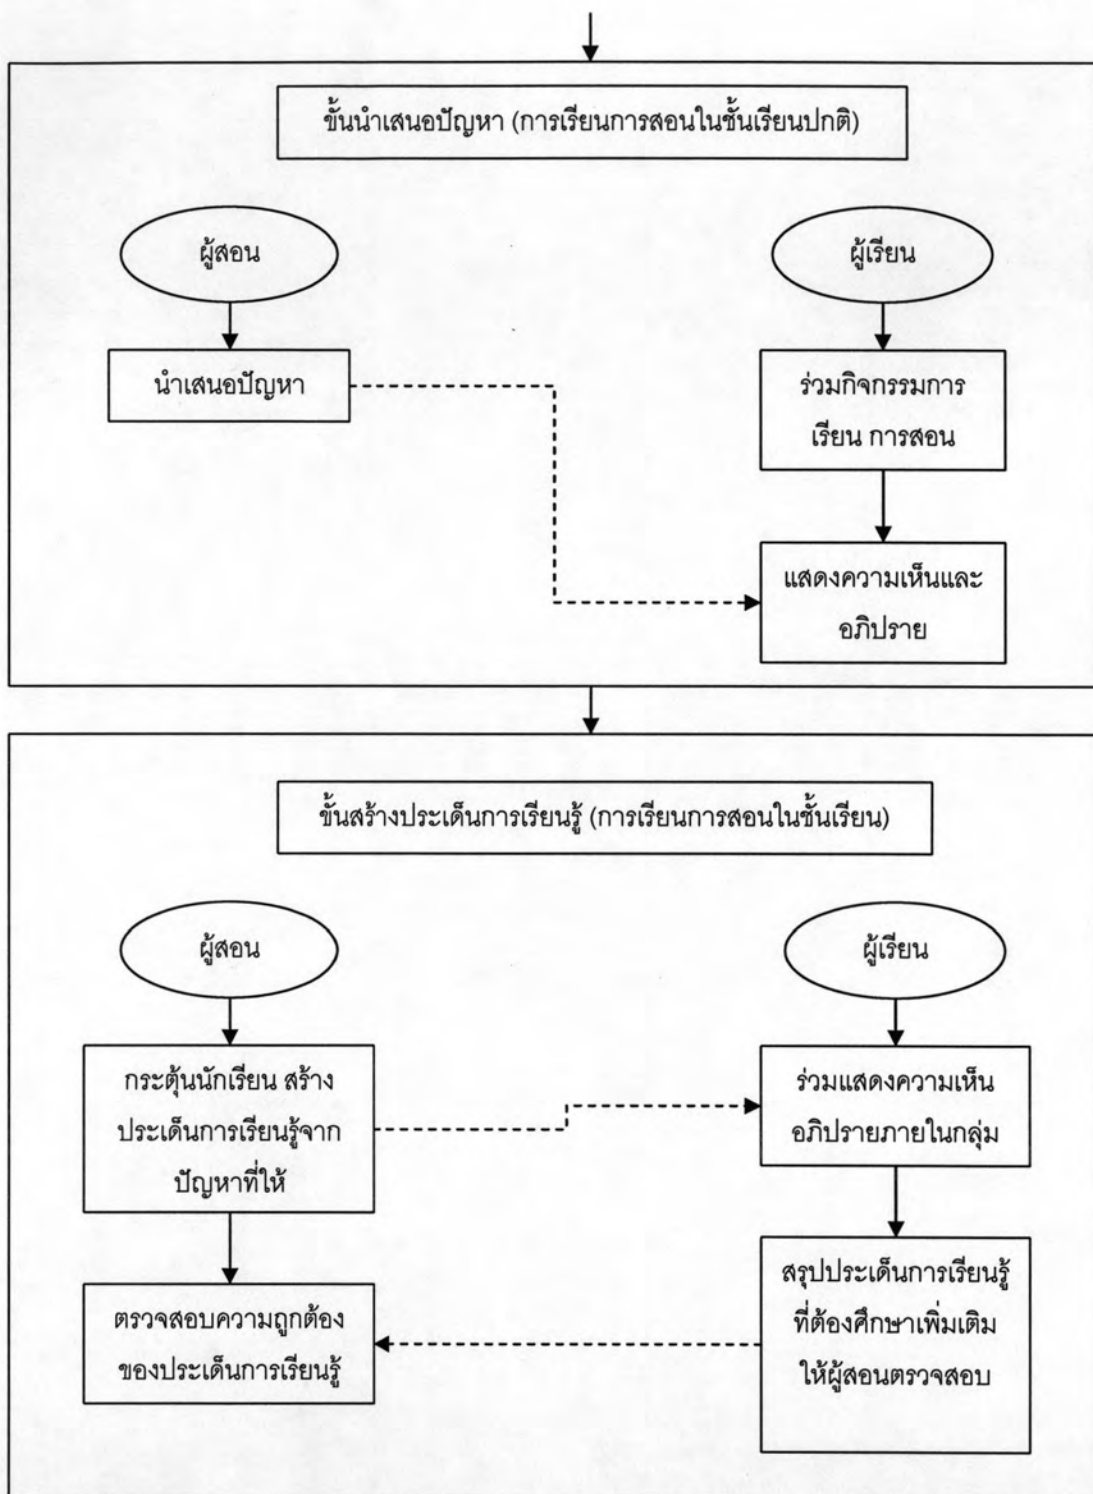 ขั้นนำเสนอปัญหา (การเรียนการสอนในชั้นเรียนปกติ)
ผู้สอน
ผู้เรียน
นำเสนอปัญหา
ร่วมกิจกรรมการ
เรียน การสอน
แสดงความเห็นและ
อภิปราย
ขั้นสร้างประเด็นการเรียนรู้ (การเรียนการสอนในชั้นเรียน)
ผู้สอน
ผู้เรียน
กระตุ้นนักเรียน สร้าง
ประเด็นการเรียนรู้จาก
ปัญหาที่ให้
ร่วมแสดงความเห็น
อภิปรายภายในกลุ่ม
ตรวจสอบความถูกต้อง
ของประเด็นการเรียนรู้
สรุปประเด็นการเรียนรู้
ที่ต้องศึกษาเพิ่มเติม
ให้ผู้สอนตรวจสอบ